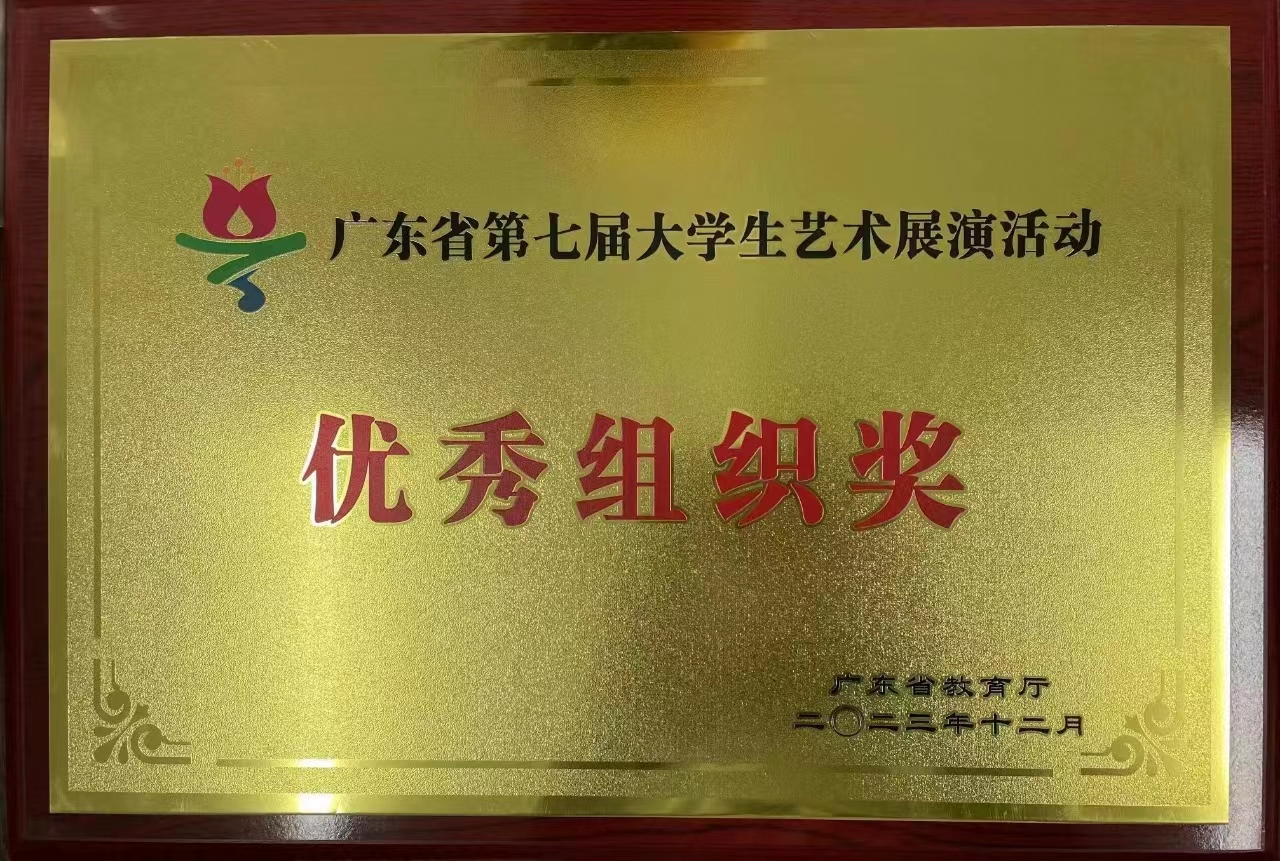 广东省第七届大学生艺术展演活动
优秀组织奖
广东省教育厅
二〇二三年十二月